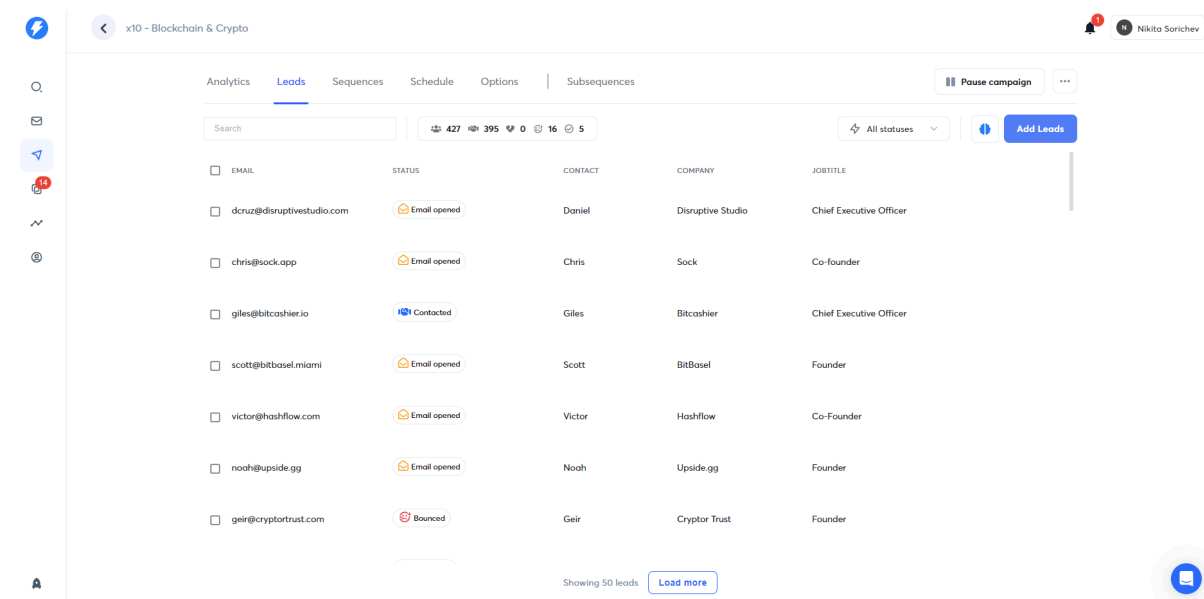 x10 - Blockchain & Crypto
1
N Nikita Sorichev
Analytics Leads Sequences Schedule Options Subsequences Pause campaign
Search 427 395 0 16 5 All statuses Add Leads
EMAIL STATUS CONTACT COMPANY JOBTITLE
14
dcruz@disruptivestudio.com Email opened Daniel Disruptive Studio Chief Executive Officer
chris@sock.app Email opened Chris Sock Co-founder
giles@bitcashier.io Contacted Giles Bitcashier Chief Executive Officer
scott@bitbasel.miami Email opened Scott BitBasel Founder
victor@hashflow.com Email opened Victor Hashflow Co-Founder
noah@upside.gg Email opened Noah Upside.gg Founder
geir@cryptortrust.com Bounced Geir Cryptor Trust Founder
Showing 50 leads Load more